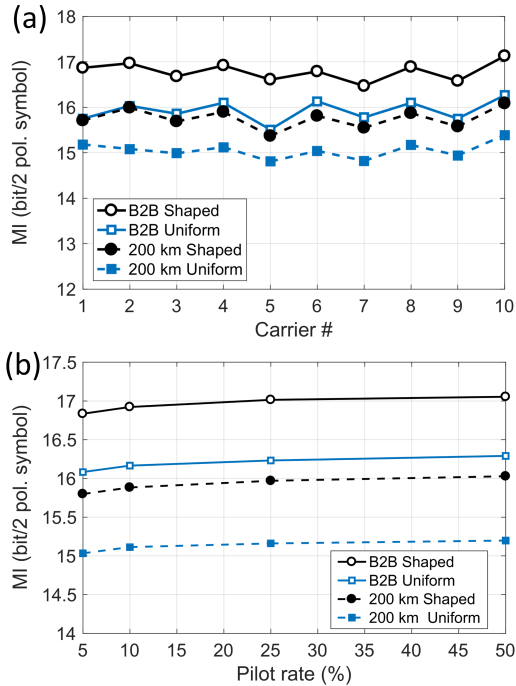 (a)
18
17
16
15
14
13
12
MI (bit/2 pol. symbol)
B2B Shaped
B2B Uniform
200 km Shaped
200 km Uniform
1 2 3 4 5 6 7 8 9 10
Carrier #
(b)
17.5
17
16.5
16
15.5
15
14.5
14
MI (bit/2 pol. symbol)
B2B Shaped
B2B Uniform
200 km Shaped
200 km Uniform
5 10 15 20 25 30 35 40 45 50
Pilot rate (%)